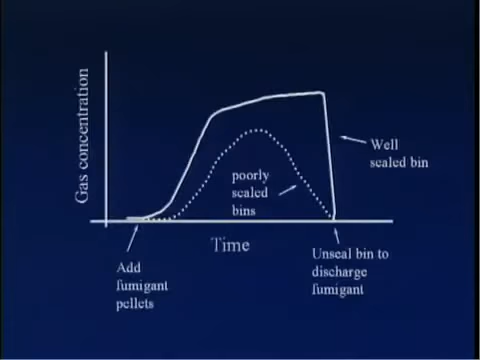 Gas concentration
Well
sealed bin
poorly
sealed
bins
Time
Add
fumigant
pellets
Unseal bin to
discharge
fumigant